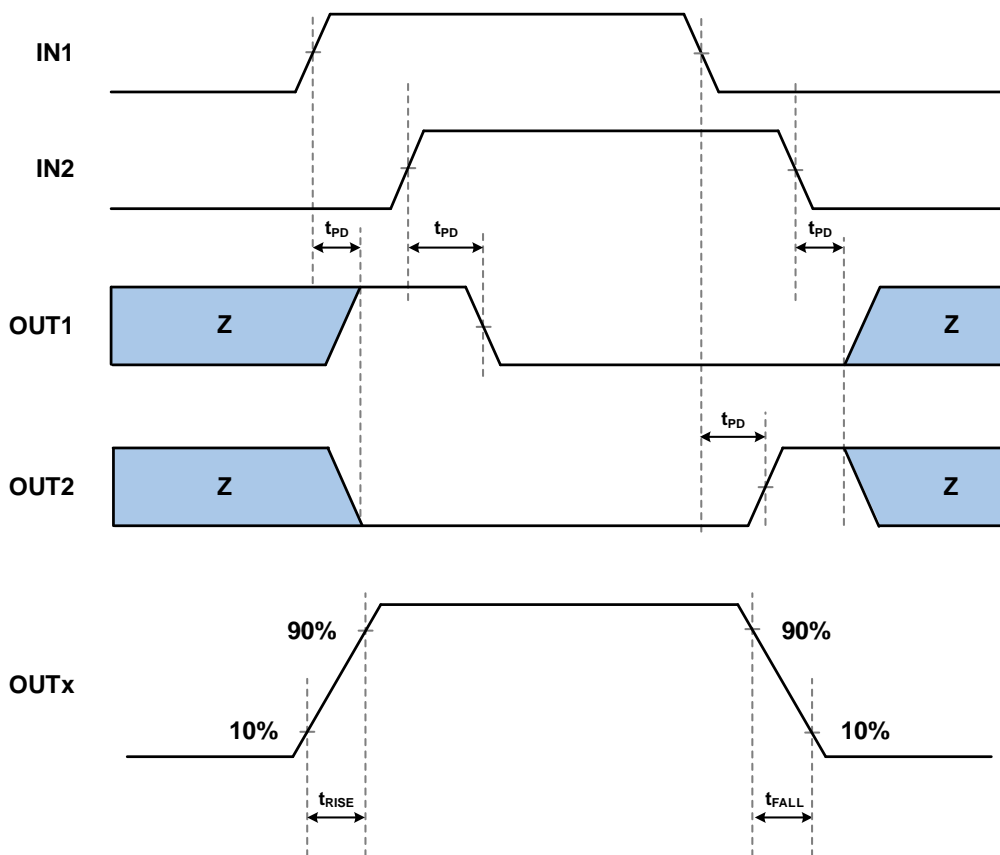 IN1
IN2
tPD
tPD
tPD
OUT1
Z
Z
tPD
OUT2
Z
Z
90%
90%
OUTx
10%
10%
tRISE
tFALL